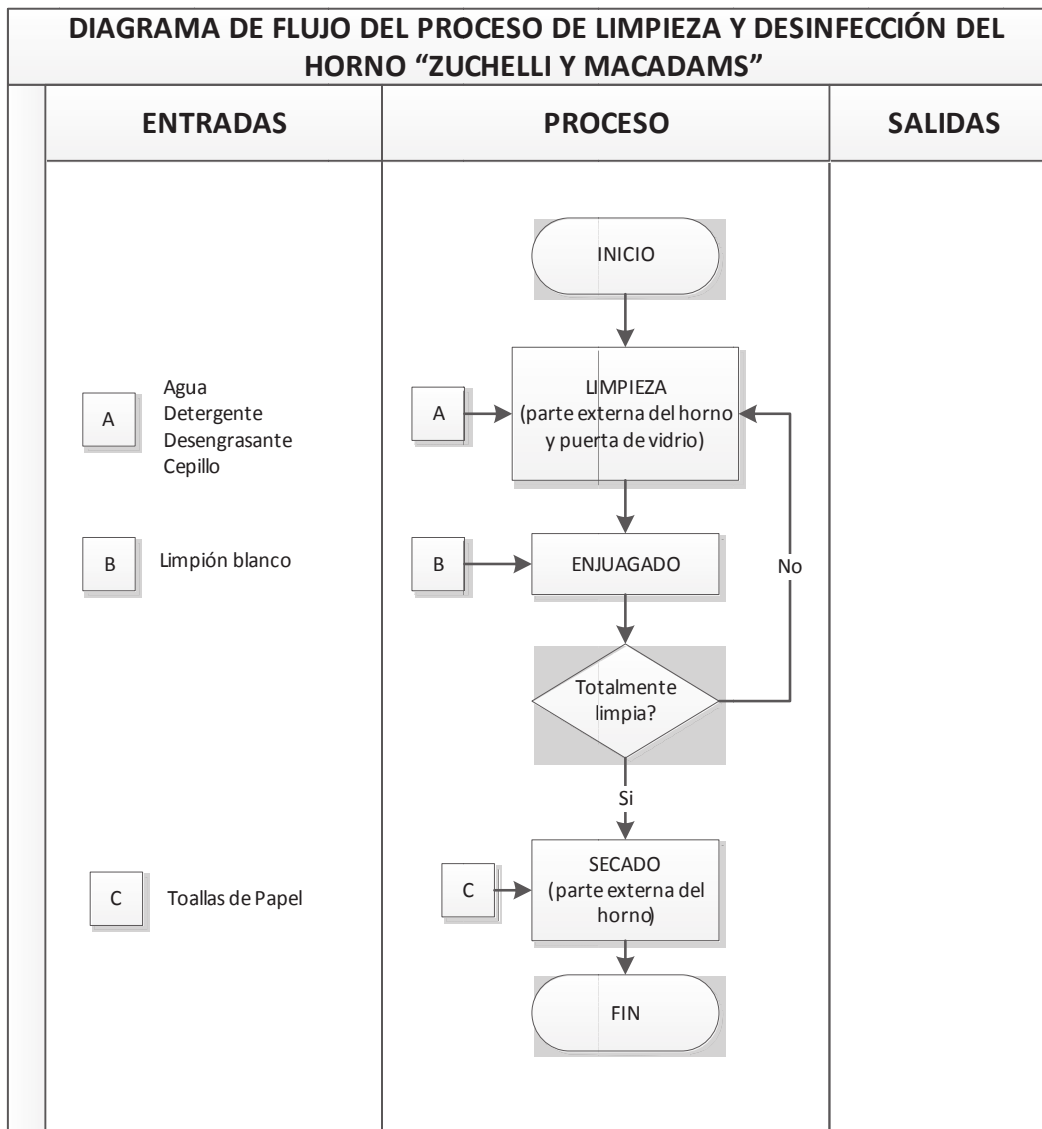 DIAGRAMA DE FLUJO DEL PROCESO DE LIMPIEZA Y DESINFECCIÓN DEL
HORNO “ZUCHELLI Y MACADAMS”
ENTRADAS
PROCESO
SALIDAS
INICIO
A
Agua
Detergente
Desengrasante
Cepillo
A
LIMPIEZA
(parte externa del horno
y puerta de vidrio)
B
Limpión blanco
B
ENJUAGADO
No
Totalmente
limpia?
Si
C
Toallas de Papel
C
SECADO
(parte externa del
horno)
FIN